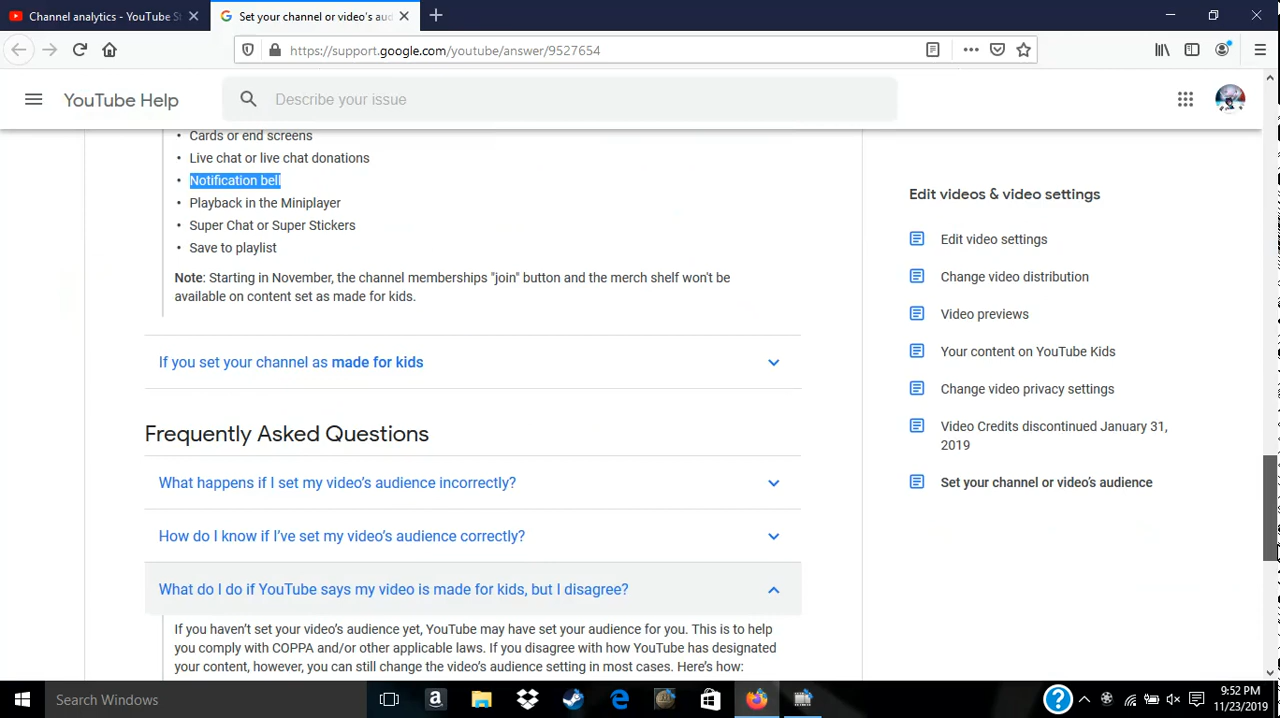 Channel analytics - YouTube St
Set your channel or video's aud
https://support.google.com/youtube/answer/9527654
YouTube Help
Describe your issue
• Cards or end screens
• Live chat or live chat donations
• Notification bell
• Playback in the Miniplayer
• Super Chat or Super Stickers
• Save to playlist
Note: Starting in November, the channel memberships "join" button and the merch shelf won't be
available on content set as made for kids.
If you set your channel as made for kids
Frequently Asked Questions
What happens if I set my video's audience incorrectly?
How do I know if I've set my video's audience correctly?
What do I do if YouTube says my video is made for kids, but I disagree?
If you haven't set your video's audience yet, YouTube may have set your audience for you. This is to help
you comply with COPPA and/or other applicable laws. If you disagree with how YouTube has designated
your content, however, you can still change the video's audience setting in most cases. Here's how:
Edit videos & video settings
Edit video settings
Change video distribution
Video previews
Your content on YouTube Kids
Change video privacy settings
Video Credits discontinued January 31,
2019
Set your channel or video's audience
Search Windows
9:52 PM
11/23/2019